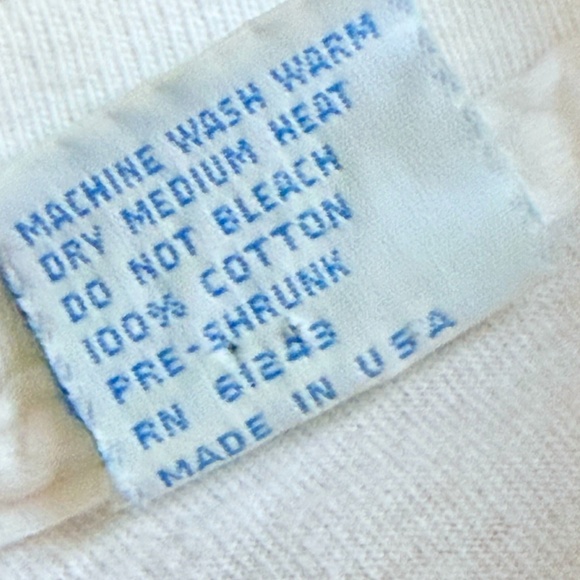 MACHINE WASH WARM
DRY MEDIUM HEAT
DO NOT BLEACH
100% COTTON
PRE-SHRUNK
RN 61243
MADE IN USA